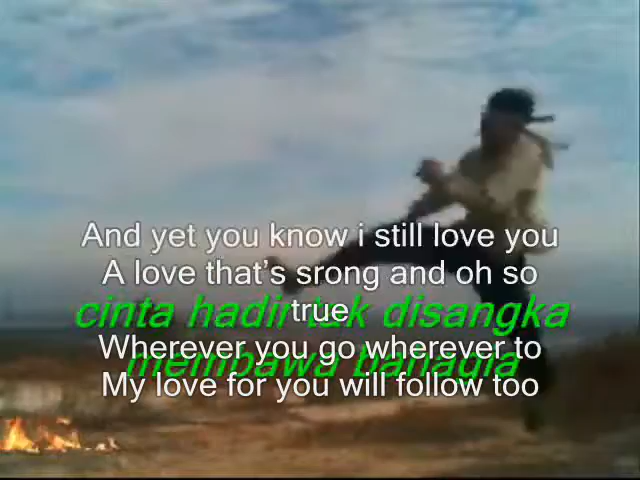 And yet you know i still love you
A love that's srong and oh so
true
cinta hadir tak disangka
Wherever you go wherever to
membawa bahagia
My love for you will follow too